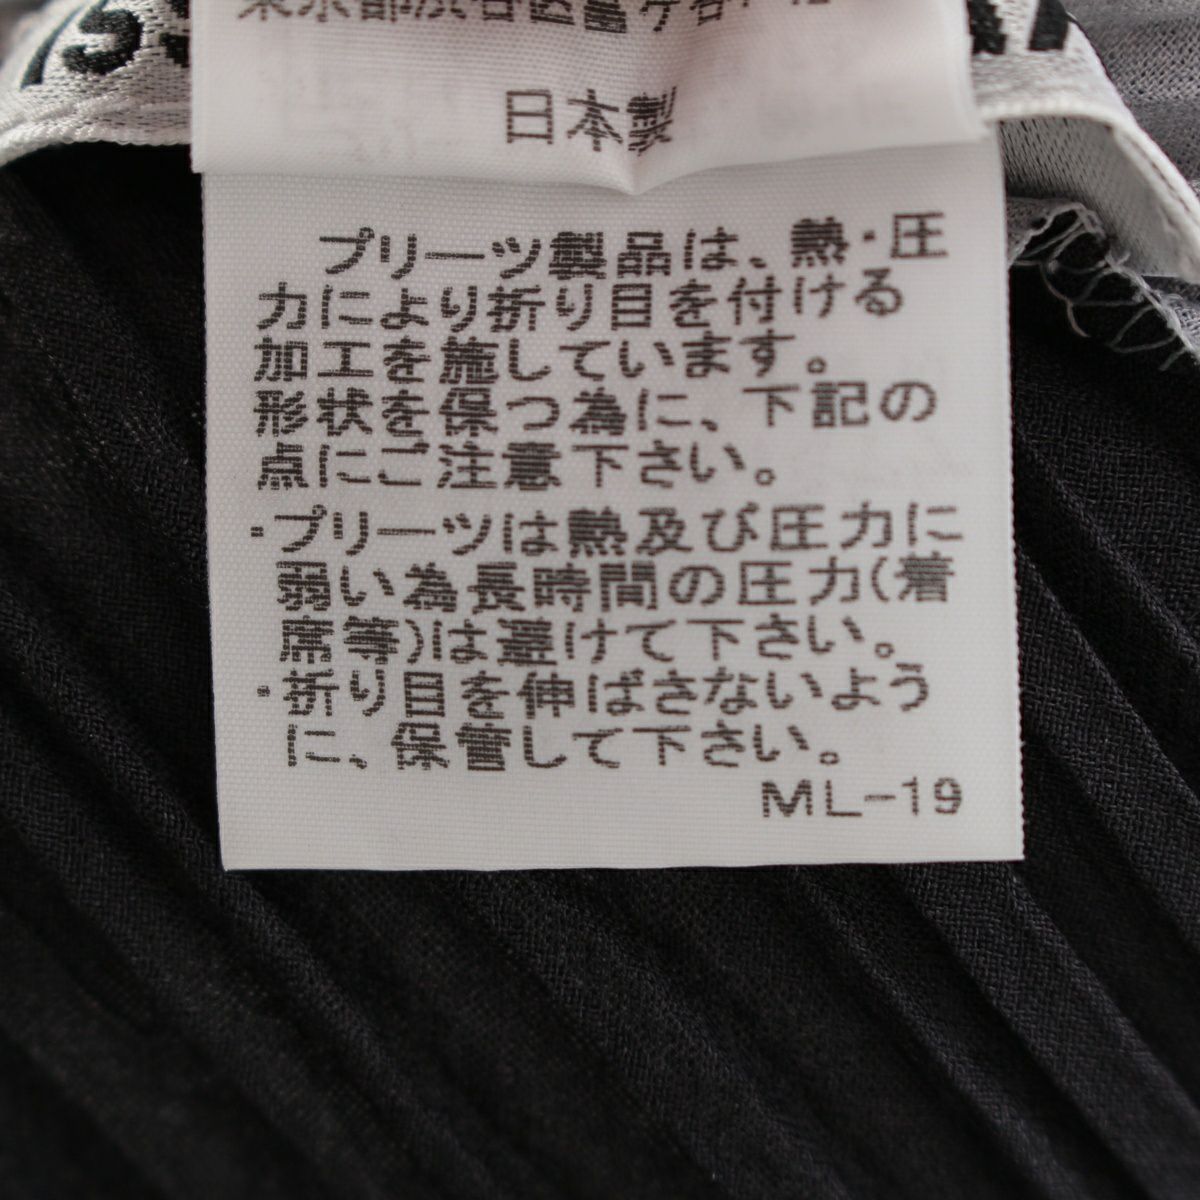 日本製
プリーツ製品は、熱・圧
力により折り目を付ける
加工を施しています。
形状を保つ為に、下記の
点にご注意下さい。
・プリーツは熱及び圧力に
弱い為長時間の圧力(着
席等)は避けて下さい。
・折り目を伸ばさないよう
に、保管して下さい。
ML-19